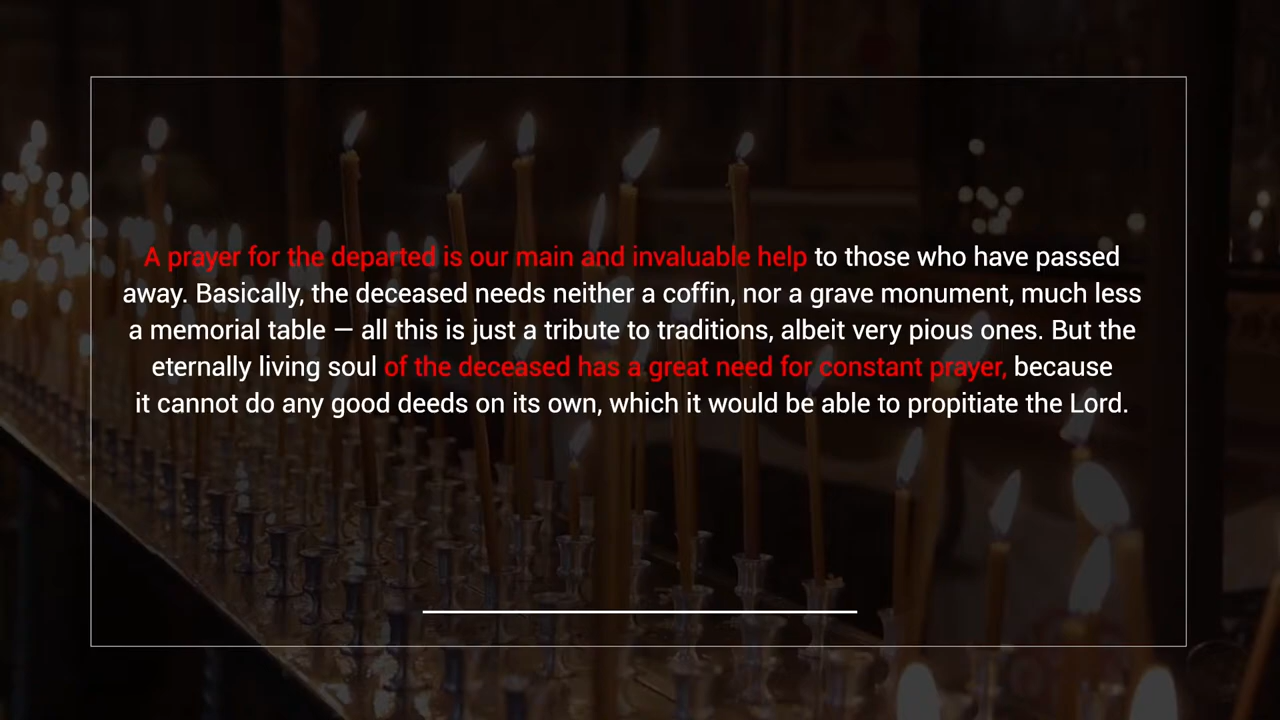 A prayer for the departed is our main and invaluable help to those who have passed
away. Basically, the deceased needs neither a coffin, nor a grave monument, much less
a memorial table — all this is just a tribute to traditions, albeit very pious ones. But the
eternally living soul of the deceased has a great need for constant prayer, because
it cannot do any good deeds on its own, which it would be able to propitiate the Lord.